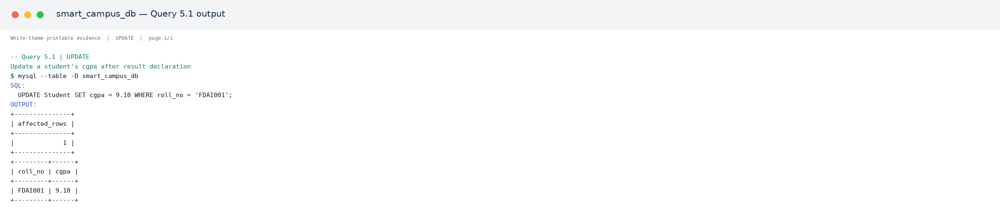 smart_campus_db — Query 5.1 output
White-theme printable evidence  |  UPDATE  |  page 1/1
-- Query 5.1 | UPDATE
Update a student's cgpa after result declaration
$ mysql --table -D smart_campus_db
SQL:
  UPDATE Student SET cgpa = 9.10 WHERE roll_no = 'FDAI001';
OUTPUT:
+---------------+
| affected_rows |
+---------------+
|             1 |
+---------------+
+---------+------+
| roll_no | cgpa |
+---------+------+
| FDAI001 | 9.10 |
+---------+------+